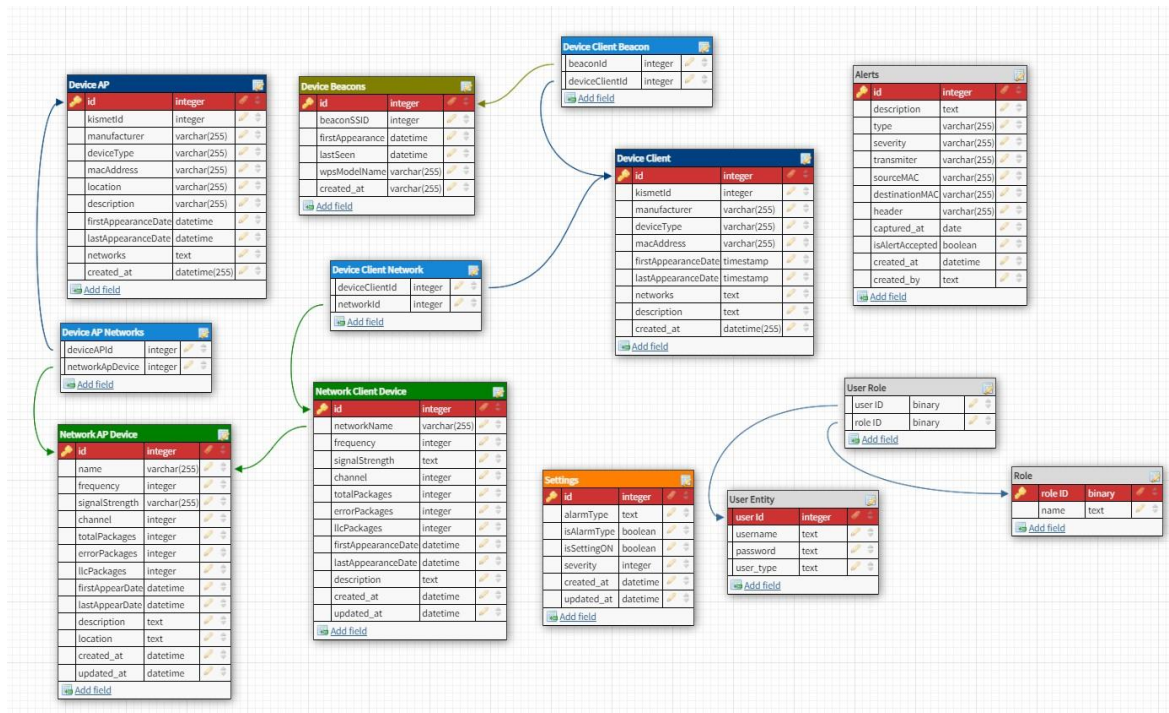 Device AP
id integer
kismetId integer
manufacturer varchar(255)
deviceType varchar(255)
macAddress varchar(255)
location varchar(255)
description varchar(255)
firstAppearanceDate datetime
lastAppearanceDate datetime
networks text
created_at datetime(255)
Add field
Device Beacons
id integer
beaconSSID integer
firstAppearance datetime
lastSeen datetime
wpsModelName varchar(255)
created_at varchar(255)
Add field
Device Client Beacon
beaconId integer
deviceClientId integer
Add field
Alerts
id integer
description text
type varchar(255)
severity varchar(255)
transmiter varchar(255)
sourceMAC varchar(255)
destinationMAC varchar(255)
header varchar(255)
captured_at date
isAlertAccepted boolean
created_at datetime
created_by text
Add field
Device Client
id integer
kismetId integer
manufacturer varchar(255)
deviceType varchar(255)
macAddress varchar(255)
firstAppearanceDate timestamp
lastAppearanceDate timestamp
networks text
description text
created_at datetime(255)
Add field
Device Client Network
deviceClientId integer
networkId integer
Add field
Device AP Networks
deviceAPId integer
networkApDevice integer
Add field
Network AP Device
id integer
name varchar(255)
frequency integer
signalStrength varchar(255)
channel integer
totalPackages integer
errorPackages integer
llcPackages integer
firstAppearDate datetime
lastAppearDate datetime
description text
location text
created_at datetime
updated_at datetime
Add field
Network Client Device
id integer
networkName varchar(255)
frequency integer
signalStrength text
channel integer
totalPackages integer
errorPackages integer
llcPackages integer
firstAppearanceDate datetime
lastAppearanceDate datetime
description text
created_at datetime
updated_at datetime
Add field
Settings
id integer
alarmType text
isAlarmType boolean
isSettingON boolean
severity integer
created_at datetime
updated_at datetime
Add field
User Role
user ID binary
role ID binary
Add field
User Entity
user Id integer
username text
password text
user_type text
Add field
Role
role ID binary
name text
Add field